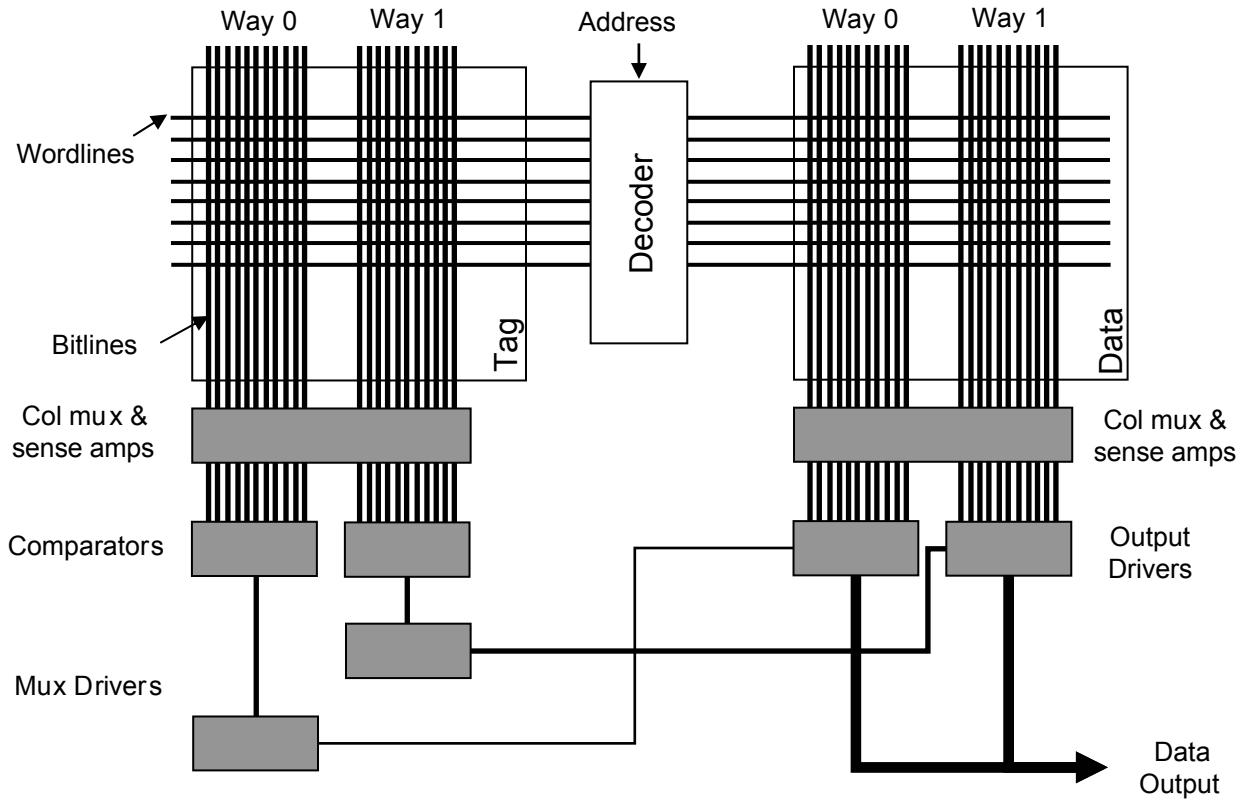 Way 0
Way 1
Address
Way 0
Way 1
Wordlines
Decoder
Bitlines
Tag
Data
Col mux &
sense amps
Col mux &
sense amps
Comparators
Output
Drivers
Mux Drivers
Data
Output